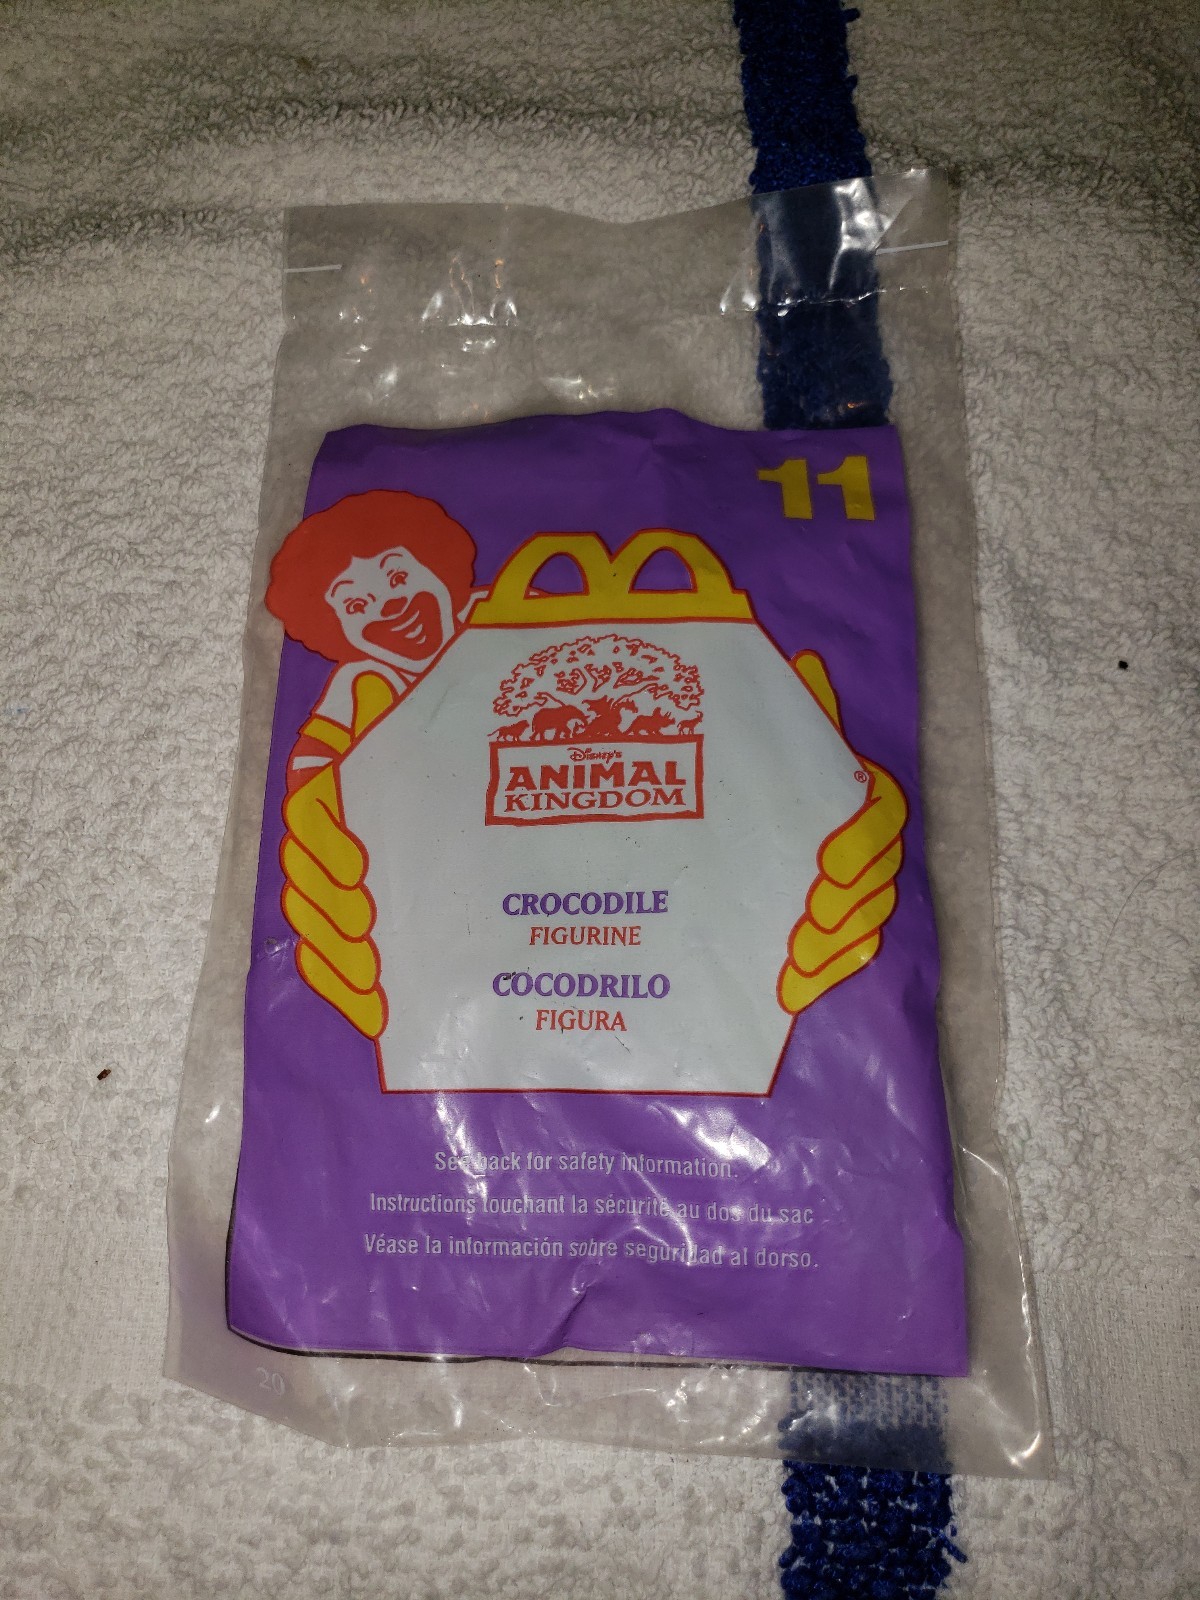 11
Disney's
ANIMAL
KINGDOM
®
CROCODILE
FIGURINE
COCODRILO
FIGURA
See back for safety information.
Instructions touchant la sécurité au dos du sac
Véase la información sobre seguridad al dorso.
20